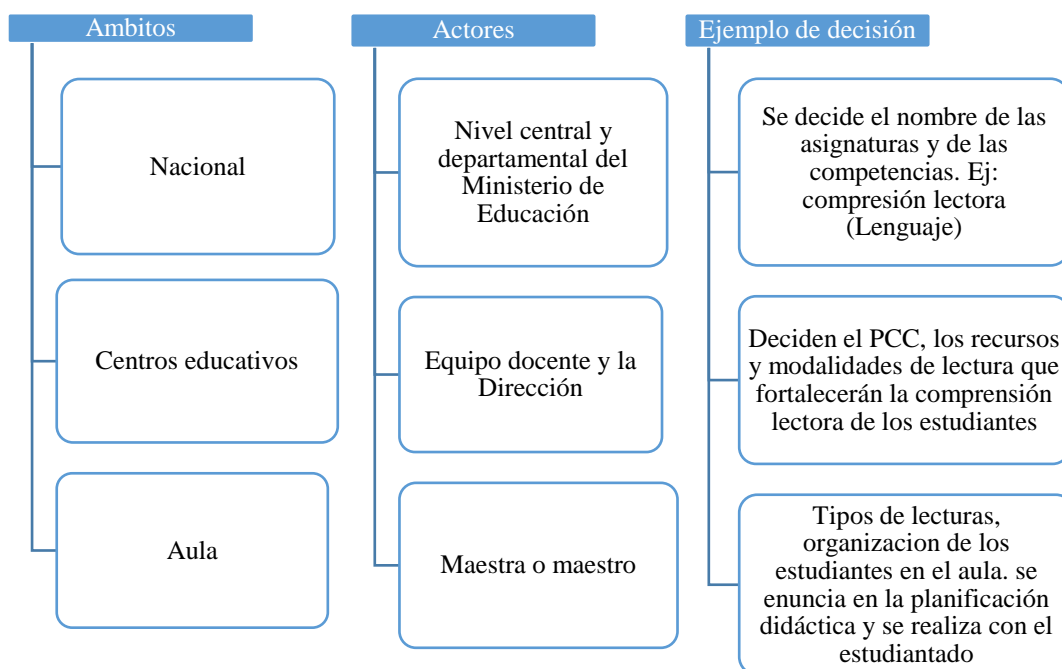 Ambitos
Nacional
Centros educativos
Aula
Actores
Nivel central y
departamental del
Ministerio de
Educación
Equipo docente y la
Dirección
Maestra o maestro
Ejemplo de decisión
Se decide el nombre de las
asignaturas y de las
competencias. Ej:
compresión lectora
(Lenguaje)
Deciden el PCC, los recursos
y modalidades de lectura que
fortalecerán la comprensión
lectora de los estudiantes
Tipos de lecturas,
organizacion de los
estudiantes en el aula. se
enuncia en la planificación
didáctica y se realiza con el
estudiantado